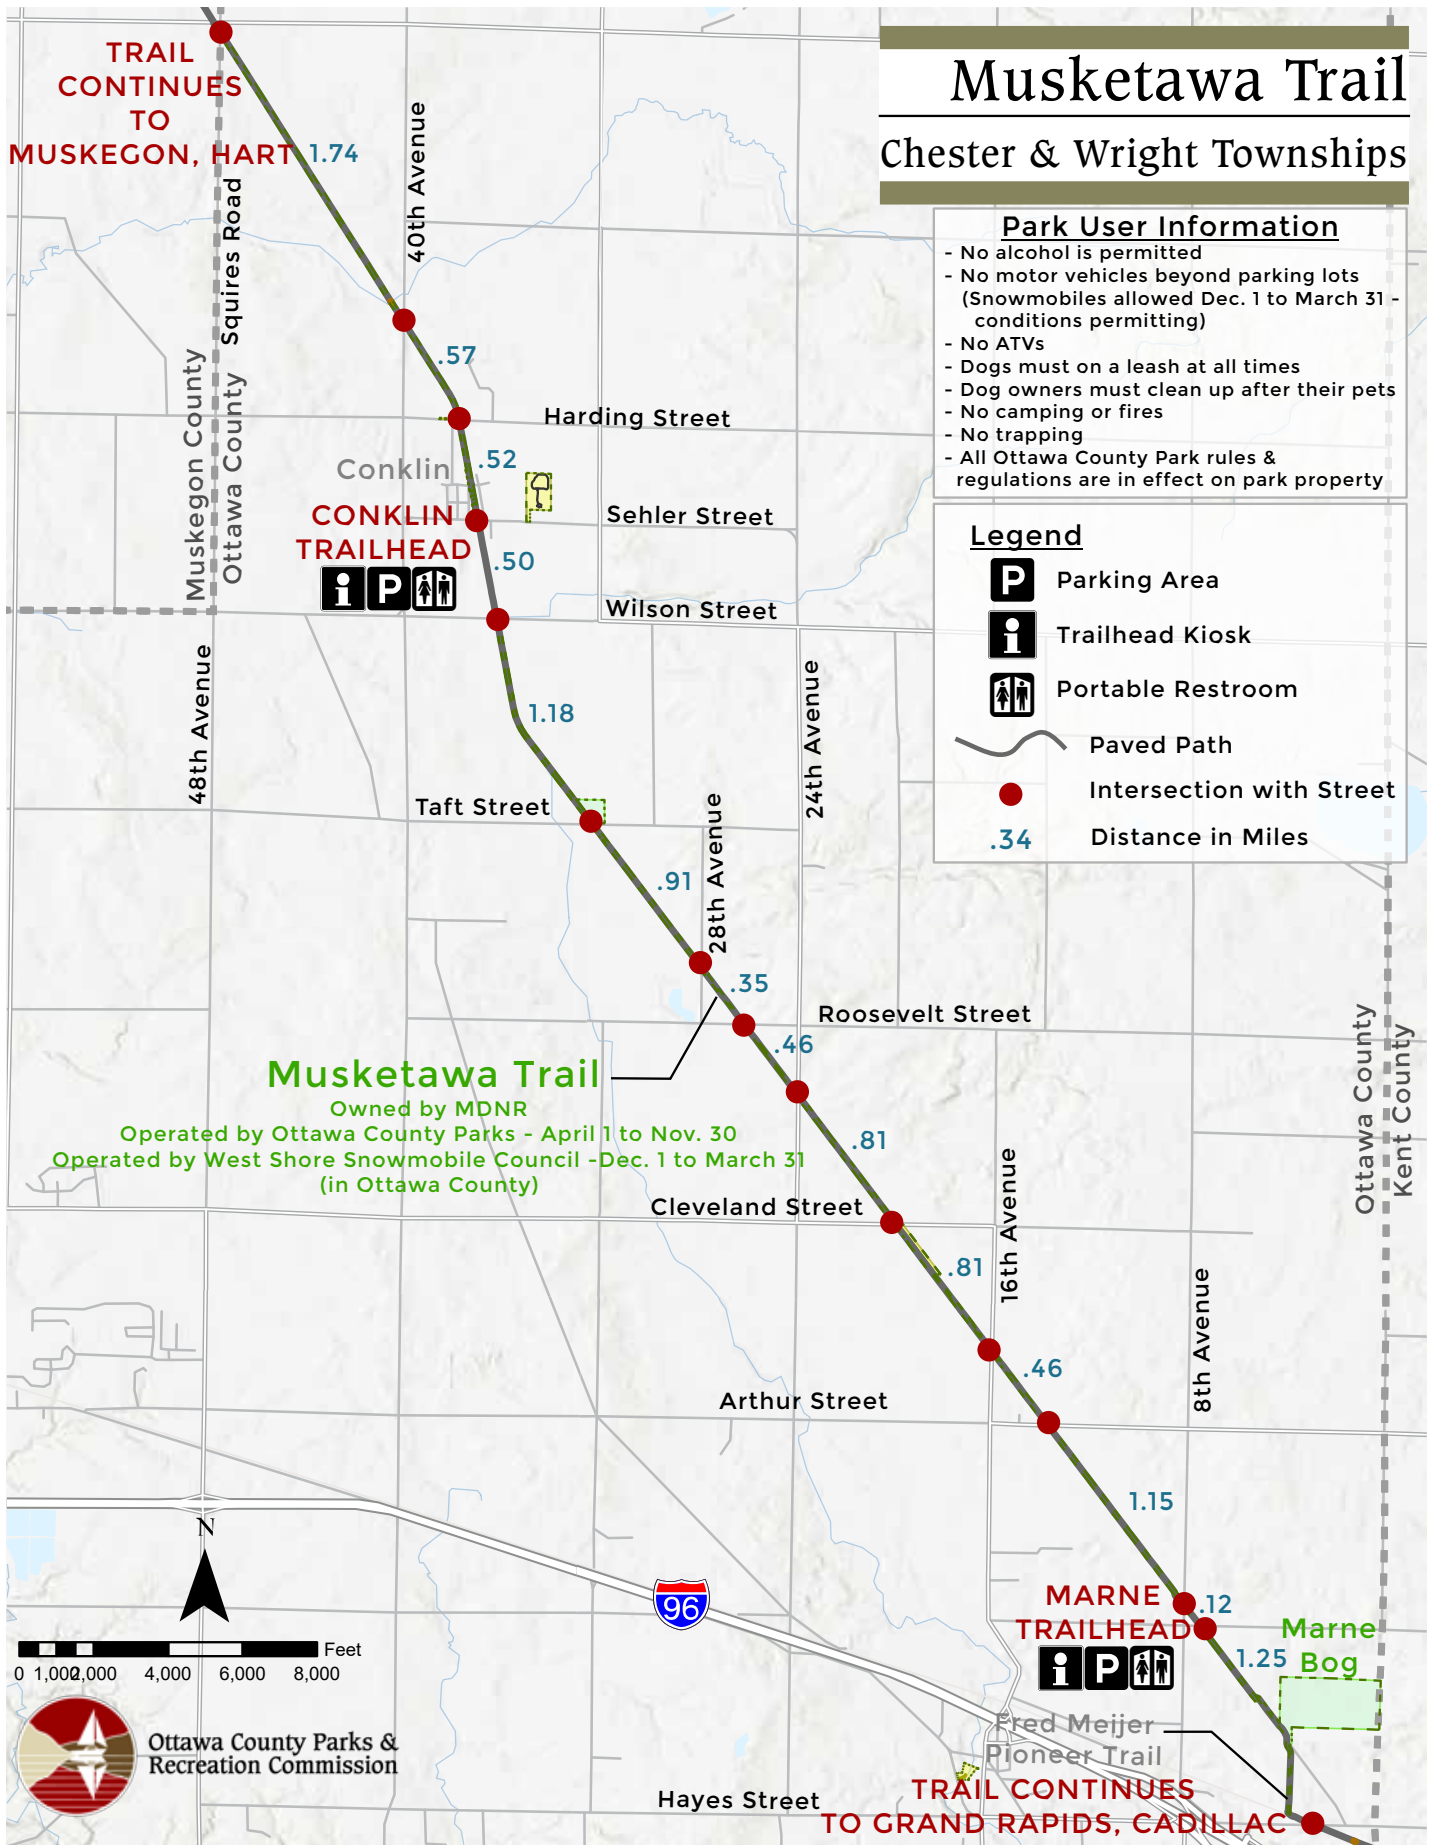 Musketawa Trail
Chester & Wright Townships
Park User Information
- No alcohol is permitted
- No motor vehicles beyond parking lots
(Snowmobiles allowed Dec. 1 to March 31 -
conditions permitting)
- No ATVs
- Dogs must on a leash at all times
- Dog owners must clean up after their pets
- No camping or fires
- No trapping
- All Ottawa County Park rules &
regulations are in effect on park property
Legend
P Parking Area
i Trailhead Kiosk
Portable Restroom
Paved Path
Intersection with Street
.34 Distance in Miles
TRAIL
CONTINUES
TO
MUSKEGON, HART
1.74
40th Avenue
Squires Road
Muskegon County
Ottawa County
.57
Harding Street
.52
Conklin
CONKLIN
TRAILHEAD
i P
Sehler Street
.50
Wilson Street
48th Avenue
1.18
24th Avenue
Taft Street
28th Avenue
.91
.35
Roosevelt Street
.46
Musketawa Trail
Owned by MDNR
Operated by Ottawa County Parks - April 1 to Nov. 30
Operated by West Shore Snowmobile Council -Dec. 1 to March 31
(in Ottawa County)
.81
Ottawa County
Kent County
Cleveland Street
16th Avenue
.81
8th Avenue
.46
Arthur Street
1.15
N
96
MARNE
TRAILHEAD
i P
.12
1.25
Marne
Bog
Feet
0 1,000 2,000 4,000 6,000 8,000
Ottawa County Parks &
Recreation Commission
Fred Meijer
Pioneer Trail
Hayes Street
TRAIL CONTINUES
TO GRAND RAPIDS, CADILLAC